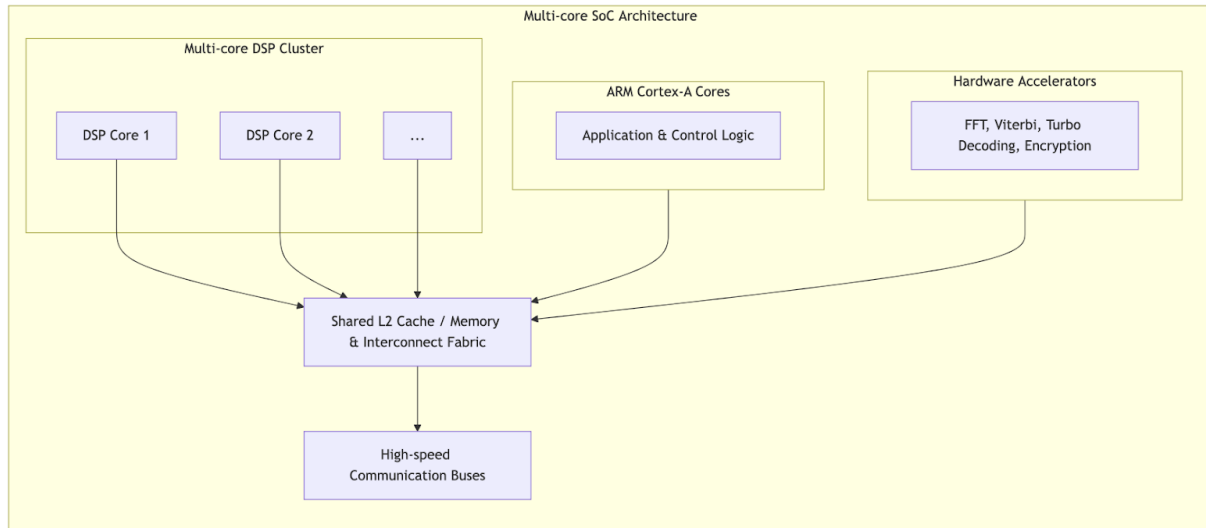 Multi-core SoC Architecture
Multi-core DSP Cluster
DSP Core 1
DSP Core 2
...
ARM Cortex-A Cores
Application & Control Logic
Hardware Accelerators
FFT, Viterbi, Turbo
Decoding, Encryption
Shared L2 Cache / Memory
& Interconnect Fabric
High-speed
Communication Buses